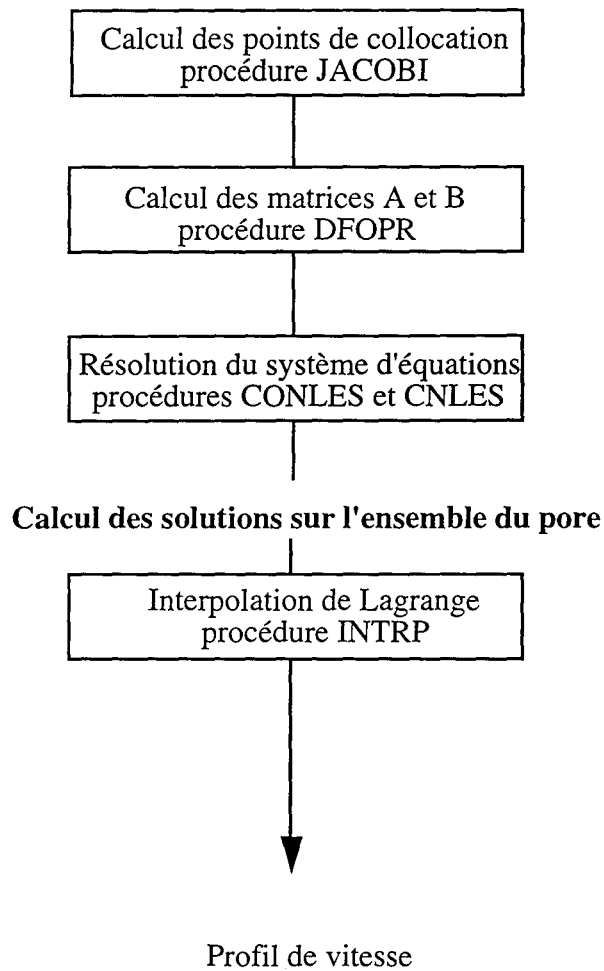 Calcul des points de collocation
procédure JACOBI
Calcul des matrices A et B
procédure DFOPR
Résolution du système d'équations
procédures CONLES et CNLES
Calcul des solutions sur l'ensemble du pore
Interpolation de Lagrange
procédure INTRP
Profil de vitesse